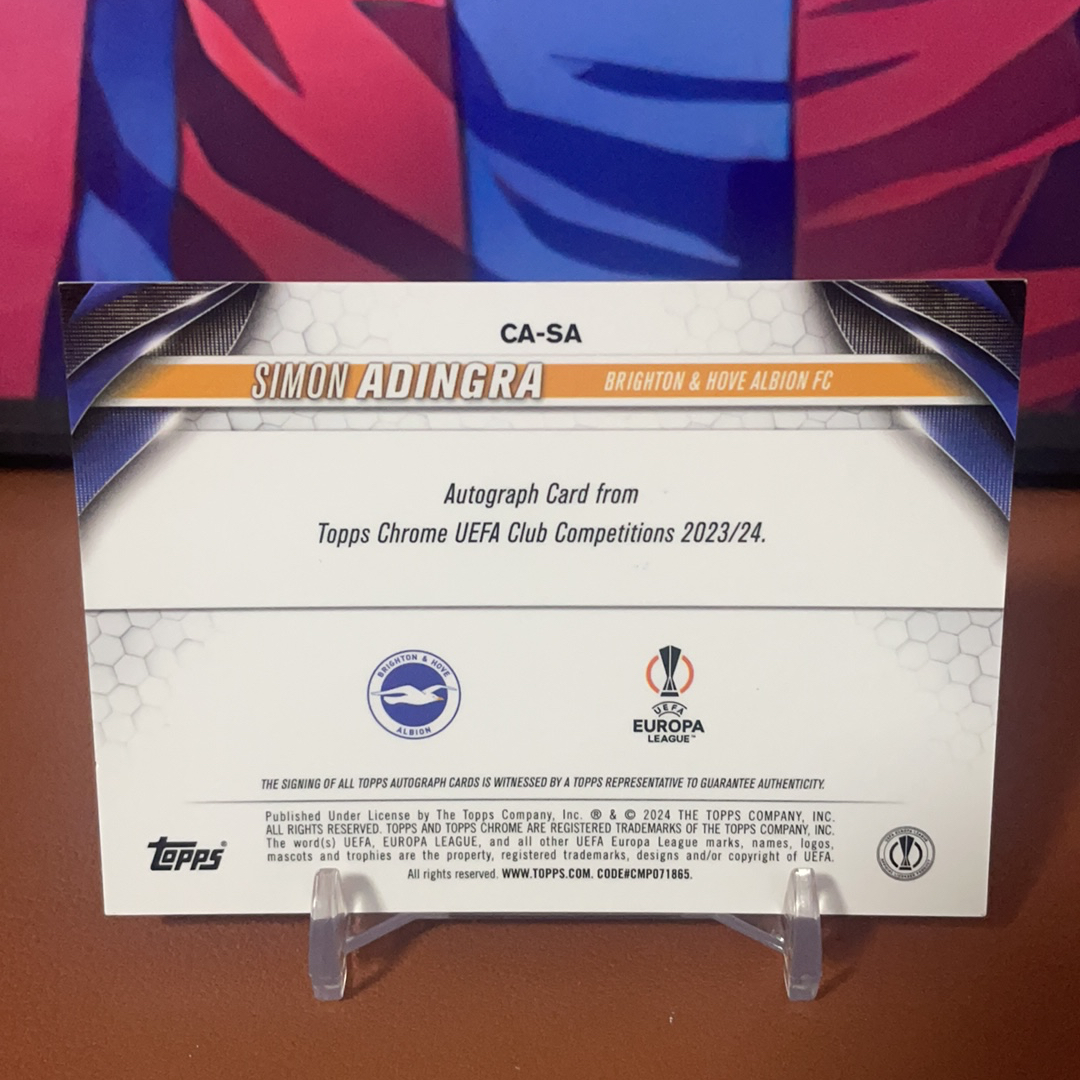 CA-SA
SIMON ADINGRA BRIGHTON & HOVE ALBION FC
Autograph Card from
Topps Chrome UEFA Club Competitions 2023/24.
BRIGHTON & HOVE
ALBION
UEFA
EUROPA
LEAGUE™
THE SIGNING OF ALL TOPPS AUTOGRAPH CARDS IS WITNESSED BY A TOPPS REPRESENTATIVE TO GUARANTEE AUTHENTICITY.
Published Under License by The Topps Company, Inc. ® & © 2024 THE TOPPS COMPANY, INC.
ALL RIGHTS RESERVED. TOPPS AND TOPPS CHROME ARE REGISTERED TRADEMARKS OF THE TOPPS COMPANY, INC.
The word(s) UEFA, EUROPA LEAGUE, and all other UEFA Europa League marks, names, logos,
mascots and trophies are the property, registered trademarks, designs and/or copyright of UEFA.
All rights reserved. WWW.TOPPS.COM. CODE#CMP071865.
Topps®